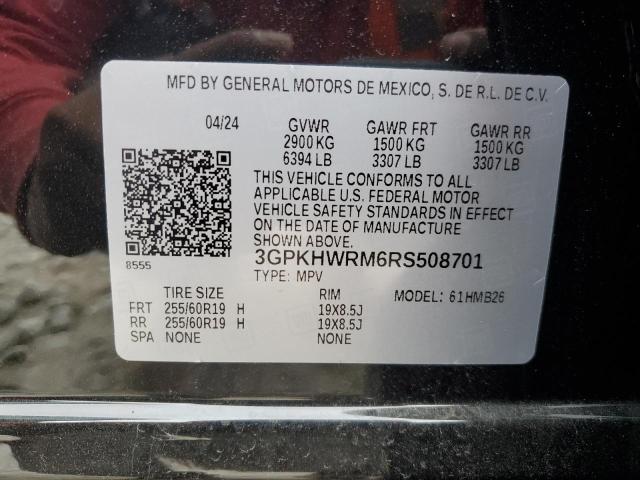 MFD BY GENERAL MOTORS DE MEXICO, S. DE R.L. DE C.V.
04/24 GVWR GAWR FRT GAWR RR
2900 KG 1500 KG 1500 KG
6394 LB 3307 LB 3307 LB
THIS VEHICLE CONFORMS TO ALL
APPLICABLE U.S. FEDERAL MOTOR
VEHICLE SAFETY STANDARDS IN EFFECT
ON THE DATE OF MANUFACTURE
SHOWN ABOVE.
3GPKHWRM6RS508701
8555
TYPE: MPV
TIRE SIZE RIM MODEL: 61HMB26
FRT 255/60R19 H 19X8.5J
RR 255/60R19 H 19X8.5J
SPA NONE NONE